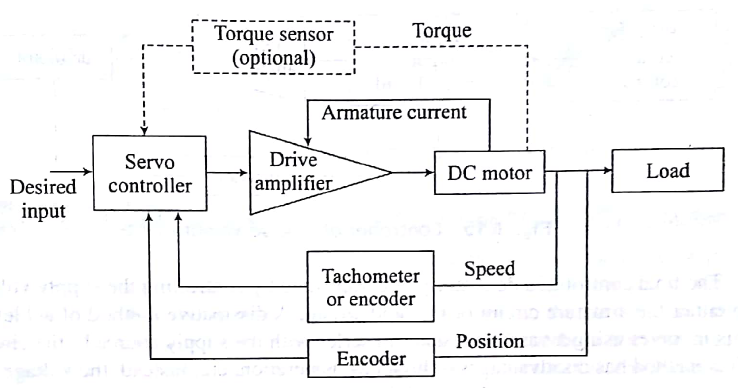 Torque sensor
(optional)
Torque
Armature current
Desired
input
Servo
controller
Drive
amplifier
DC motor
Load
Tachometer
or encoder
Speed
Encoder
Position